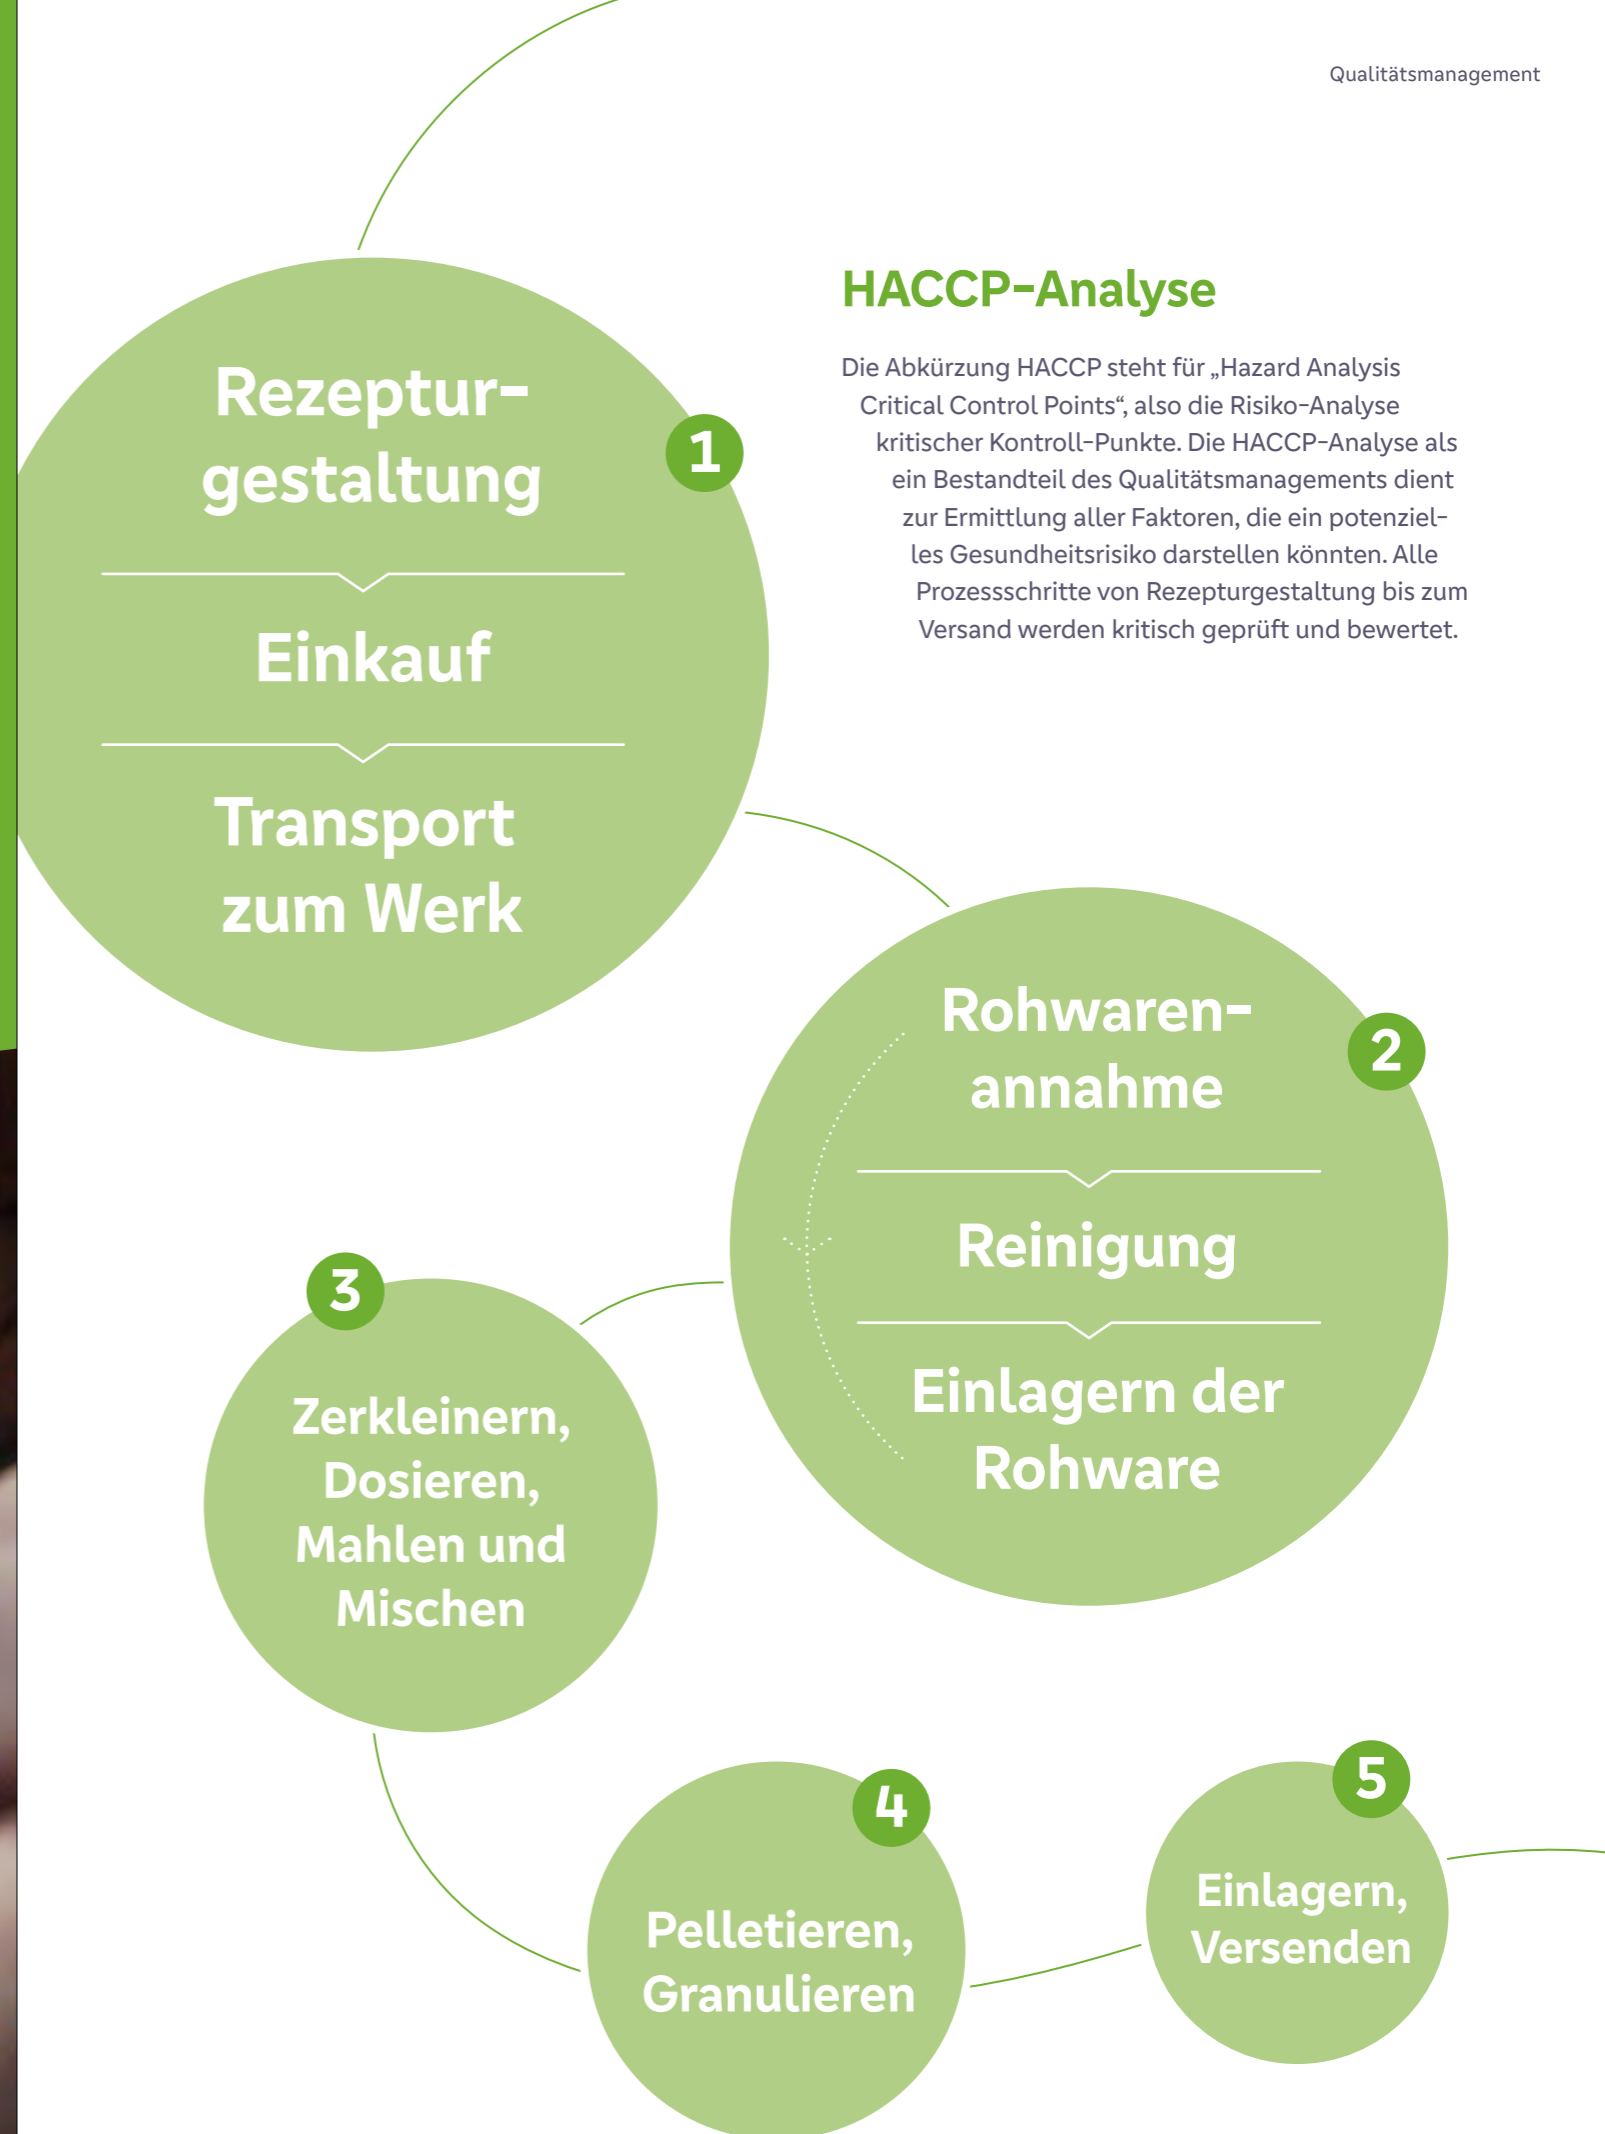 Qualitätsmanagement
HACCP-Analyse
Die Abkürzung HACCP steht für „Hazard Analysis
Critical Control Points“, also die Risiko-Analyse
kritischer Kontroll-Punkte. Die HACCP-Analyse als
ein Bestandteil des Qualitätsmanagements dient
zur Ermittlung aller Faktoren, die ein potenziel-
les Gesundheitsrisiko darstellen könnten. Alle
Prozessschritte von Rezepturgestaltung bis zum
Versand werden kritisch geprüft und bewertet.
1
Rezeptur-
gestaltung
Einkauf
Transport
zum Werk
2
Rohwaren-
annahme
Reinigung
Einlagern der
Rohware
3
Zerkleinern,
Dosieren,
Mahlen und
Mischen
4
Pelletieren,
Granulieren
5
Einlagern,
Versenden